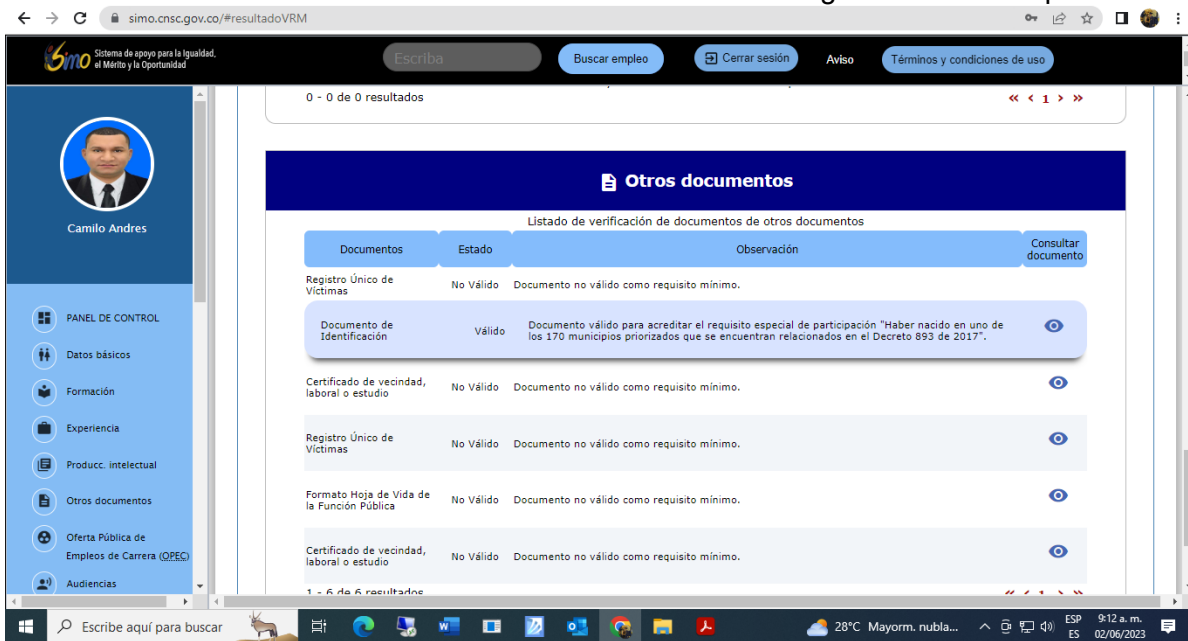 simo.cnsc.gov.co/#resultadoVRM
Simo
Sistema de apoyo para la Igualdad,
el Mérito y la Oportunidad
Escriba
Buscar empleo
Cerrar sesión
Aviso
Términos y condiciones de uso
Camilo Andres
PANEL DE CONTROL
Datos básicos
Formación
Experiencia
Producc. intelectual
Otros documentos
Oferta Pública de
Empleos de Carrera (OPEC)
Audiencias
0 - 0 de 0 resultados
« ‹ 1 › »
Otros documentos
Listado de verificación de documentos de otros documentos
Documentos Estado Observación Consultar
documento
Registro Único de
Víctimas
No Válido Documento no válido como requisito mínimo.
Documento de
Identificación
Válido
Documento válido para acreditar el requisito especial de participación "Haber nacido en uno de
los 170 municipios priorizados que se encuentran relacionados en el Decreto 893 de 2017".
Certificado de vecindad,
laboral o estudio
No Válido Documento no válido como requisito mínimo.
Registro Único de
Víctimas
No Válido Documento no válido como requisito mínimo.
Formato Hoja de Vida de
la Función Pública
No Válido Documento no válido como requisito mínimo.
Certificado de vecindad,
laboral o estudio
No Válido Documento no válido como requisito mínimo.
1 - 6 de 6 resultados
« ‹ 1 › »
Escribe aquí para buscar
28°C Mayorm. nubla...
ESP
ES
9:12 a. m.
02/06/2023